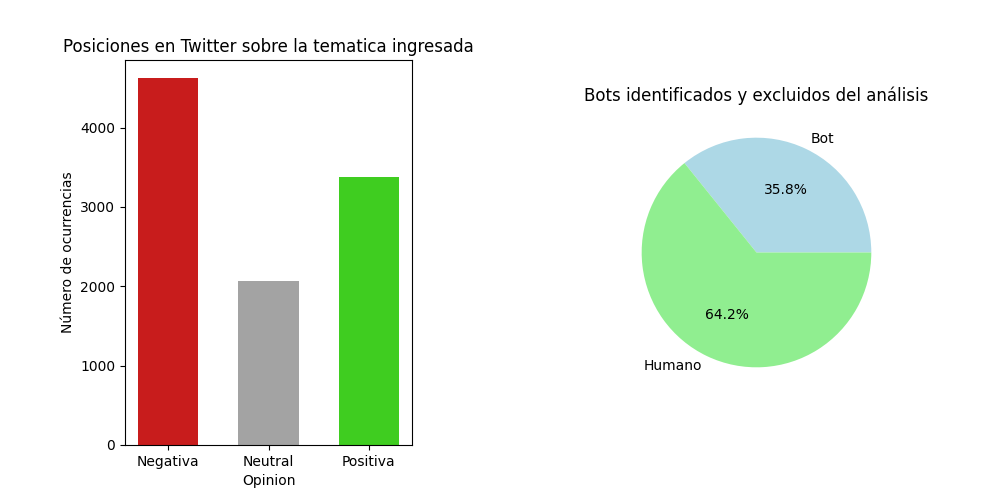 Posiciones en Twitter sobre la tematica ingresada
Número de ocurrencias
4000
3000
2000
1000
0
Negativa
Neutral
Positiva
Opinion
Bots identificados y excluidos del análisis
Bot
35.8%
64.2%
Humano